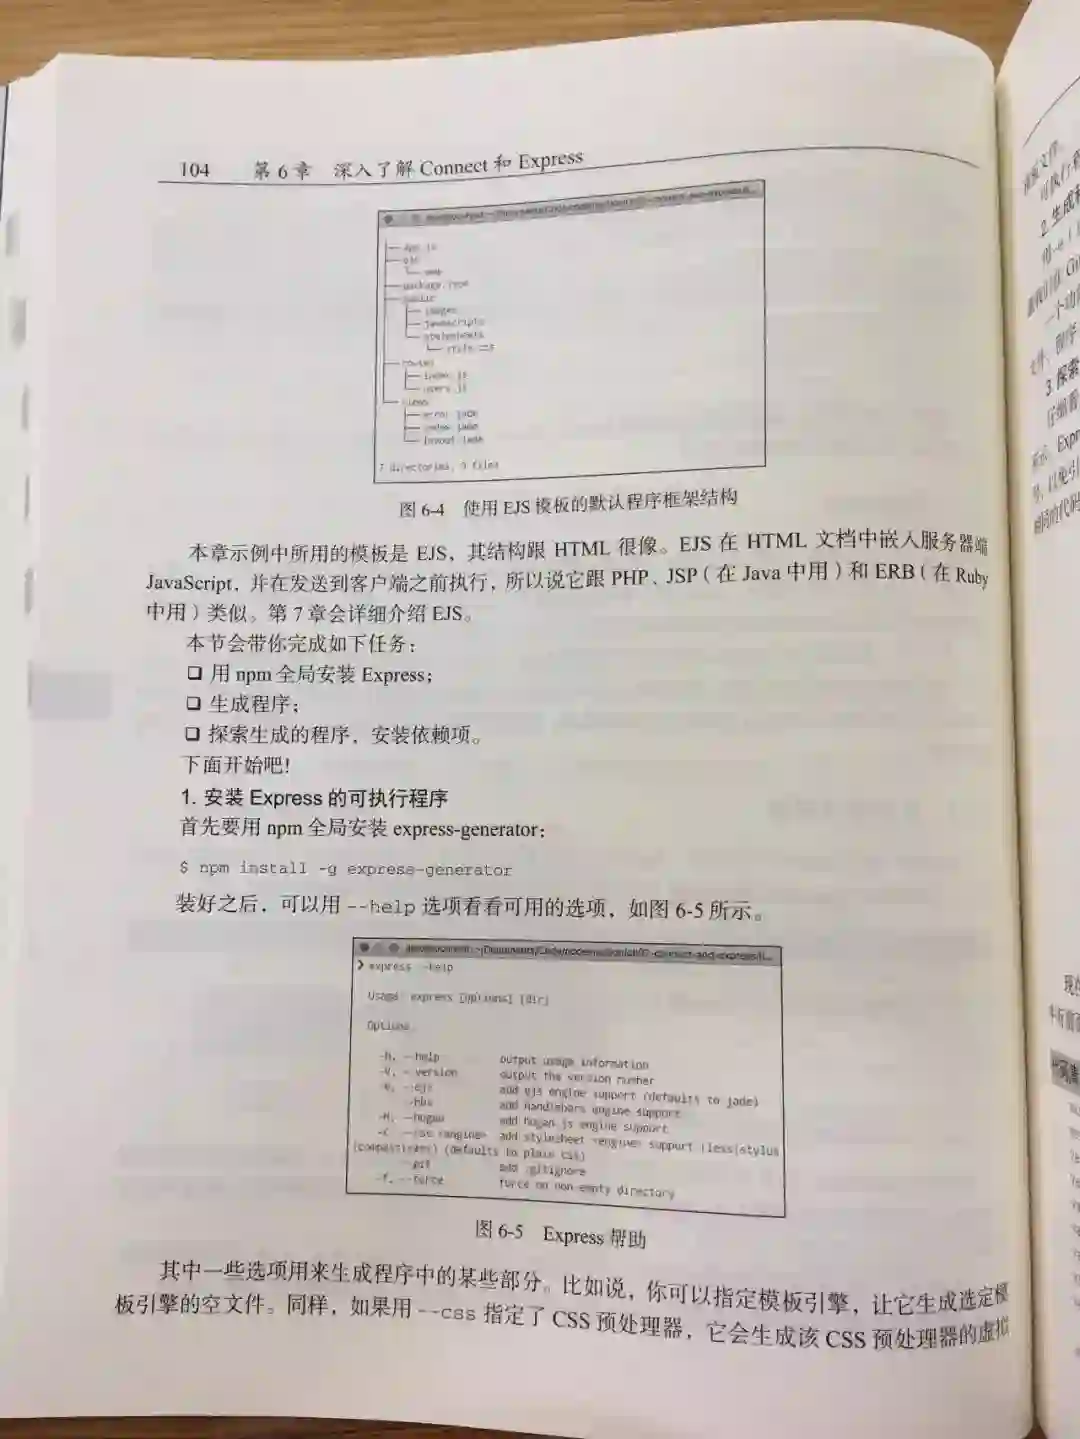 104 第 6 章 深入了解 Connect 和 Express
package.json
public
images
javascripts
stylesheets
style.css
routes
index.js
users.js
views
error.jade
index.jade
layout.jade
7 directories, 9 files
图 6-4 使用 EJS 模板的默认程序框架结构
本章示例中所用的模板是 EJS，其结构跟 HTML 很像。EJS 在 HTML 文档中嵌入服务器端
JavaScript，并在发送到客户端之前执行，所以说它跟 PHP、JSP（在 Java 中用）和 ERB（在 Ruby
中用）类似。第 7 章会详细介绍 EJS。
本节会带你完成如下任务：
❑ 用 npm 全局安装 Express；
❑ 生成程序；
❑ 探索生成的程序，安装依赖项。
下面开始吧！
1. 安装 Express 的可执行程序
首先要用 npm 全局安装 express-generator：
$ npm install -g express-generator
装好之后，可以用 --help 选项看看可用的选项，如图 6-5 所示。
❯ express --help
Usage: express [options] [dir]
Options:
-h, --help output usage information
-V, --version output the version number
-e, --ejs add ejs engine support (defaults to jade)
--hbs add handlebars engine support
-H, --hogan add hogan.js engine support
-c, --css <engine> add stylesheet <engine> support (less|stylus
|compass|sass) (defaults to plain css)
--git add .gitignore
-f, --force force on non-empty directory
图 6-5 Express 帮助
其中一些选项用来生成程序中的某些部分。比如说，你可以指定模板引擎，让它生成选定模
板引擎的空文件。同样，如果用 --css 指定了 CSS 预处理器，它会生成该 CSS 预处理器的虚拟
2. 生成
3. 探索